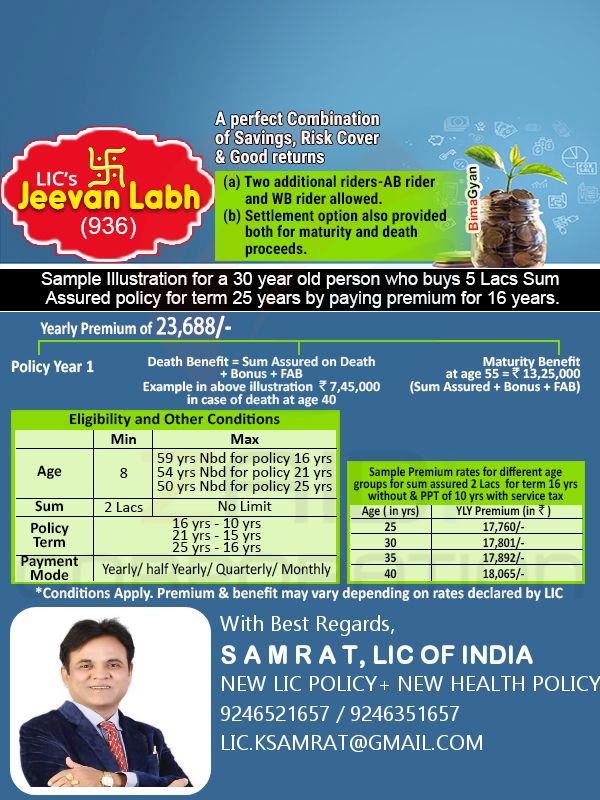 A perfect Combination
of Savings, Risk Cover
& Good returns
LIC's
Jeevan Labh
(936)
(a) Two additional riders-AB rider
and WB rider allowed.
(b) Settlement option also provided
both for maturity and death
proceeds.
BimaGyan
Sample Illustration for a 30 year old person who buys 5 Lacs Sum
Assured policy for term 25 years by paying premium for 16 years.
Yearly Premium of 23,688/-
Policy Year 1
Death Benefit = Sum Assured on Death
+ Bonus + FAB
Example in above illustration ₹ 7,45,000
in case of death at age 40
Maturity Benefit
at age 55 = ₹ 13,25,000
(Sum Assured + Bonus + FAB)
Eligibility and Other Conditions
Min Max
Age 8 59 yrs Nbd for policy 16 yrs
54 yrs Nbd for policy 21 yrs
50 yrs Nbd for policy 25 yrs
Sum 2 Lacs No Limit
Policy Term 16 yrs - 10 yrs
21 yrs - 15 yrs
25 yrs - 16 yrs
Payment Mode Yearly/ half Yearly/ Quarterly/ Monthly
Sample Premium rates for different age
groups for sum assured 2 Lacs for term 16 yrs
without & PPT of 10 yrs with service tax
Age ( in yrs) YLY Premium (in ₹ )
25 17,760/-
30 17,801/-
35 17,892/-
40 18,065/-
*Conditions Apply. Premium & benefit may vary depending on rates declared by LIC
With Best Regards,
S A M R A T, LIC OF INDIA
NEW LIC POLICY+ NEW HEALTH POLICY
9246521657 / 9246351657
LIC.KSAMRAT@GMAIL.COM